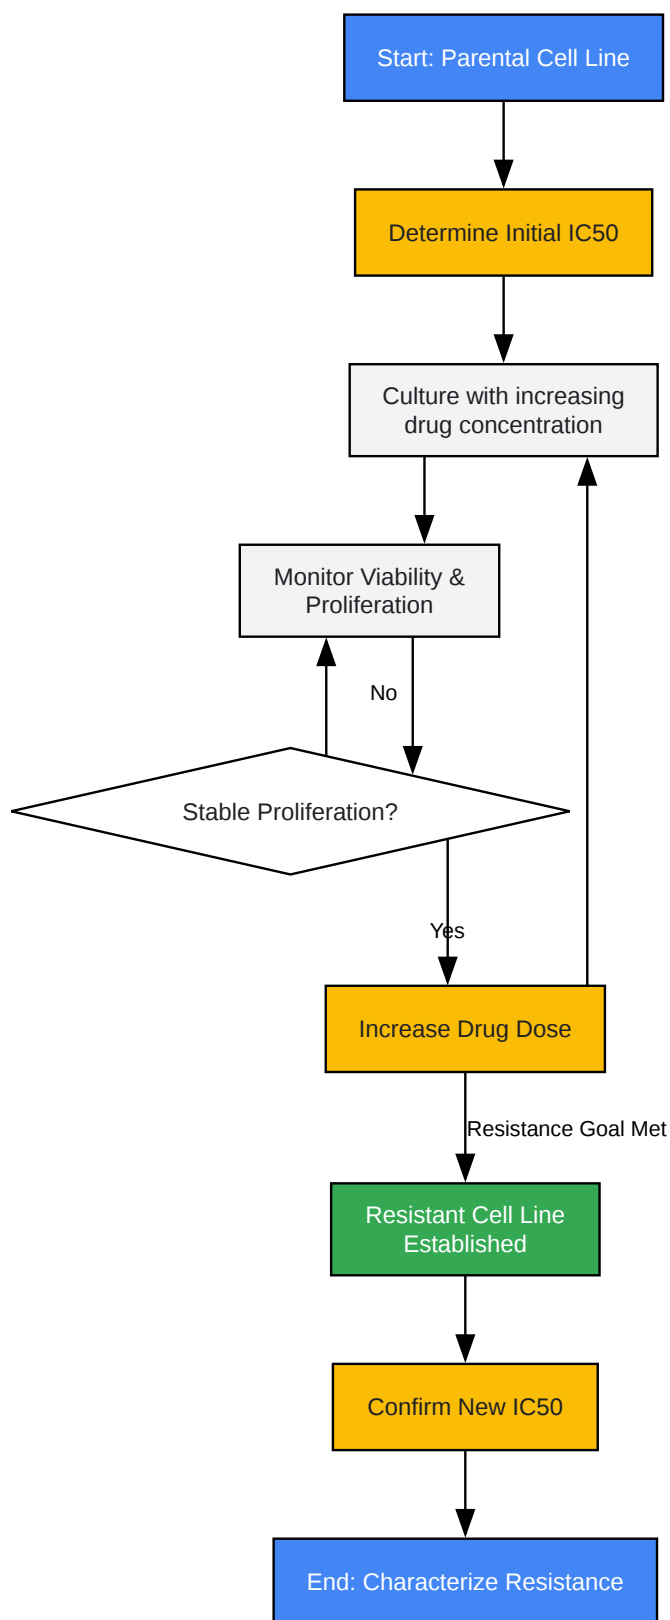 Start: Parental Cell Line
Determine Initial IC50
Culture with increasing
drug concentration
Monitor Viability &
Proliferation
No
Stable Proliferation?
Yes
Increase Drug Dose
Resistance Goal Met
Resistant Cell Line
Established
Confirm New IC50
End: Characterize Resistance